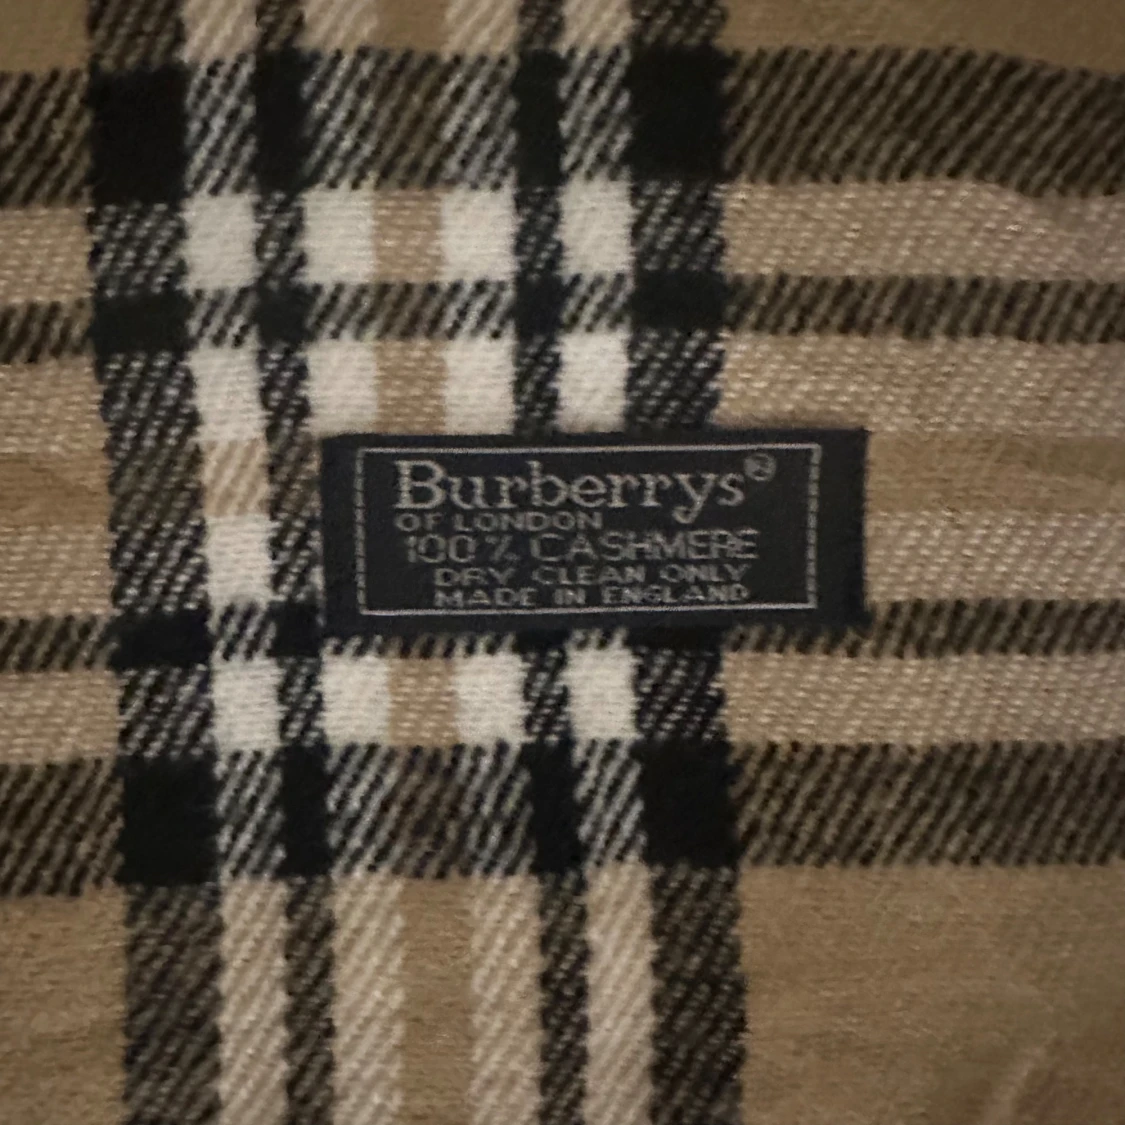 Burberrys®
OF LONDON
100% CASHMERE
DRY CLEAN ONLY
MADE IN ENGLAND